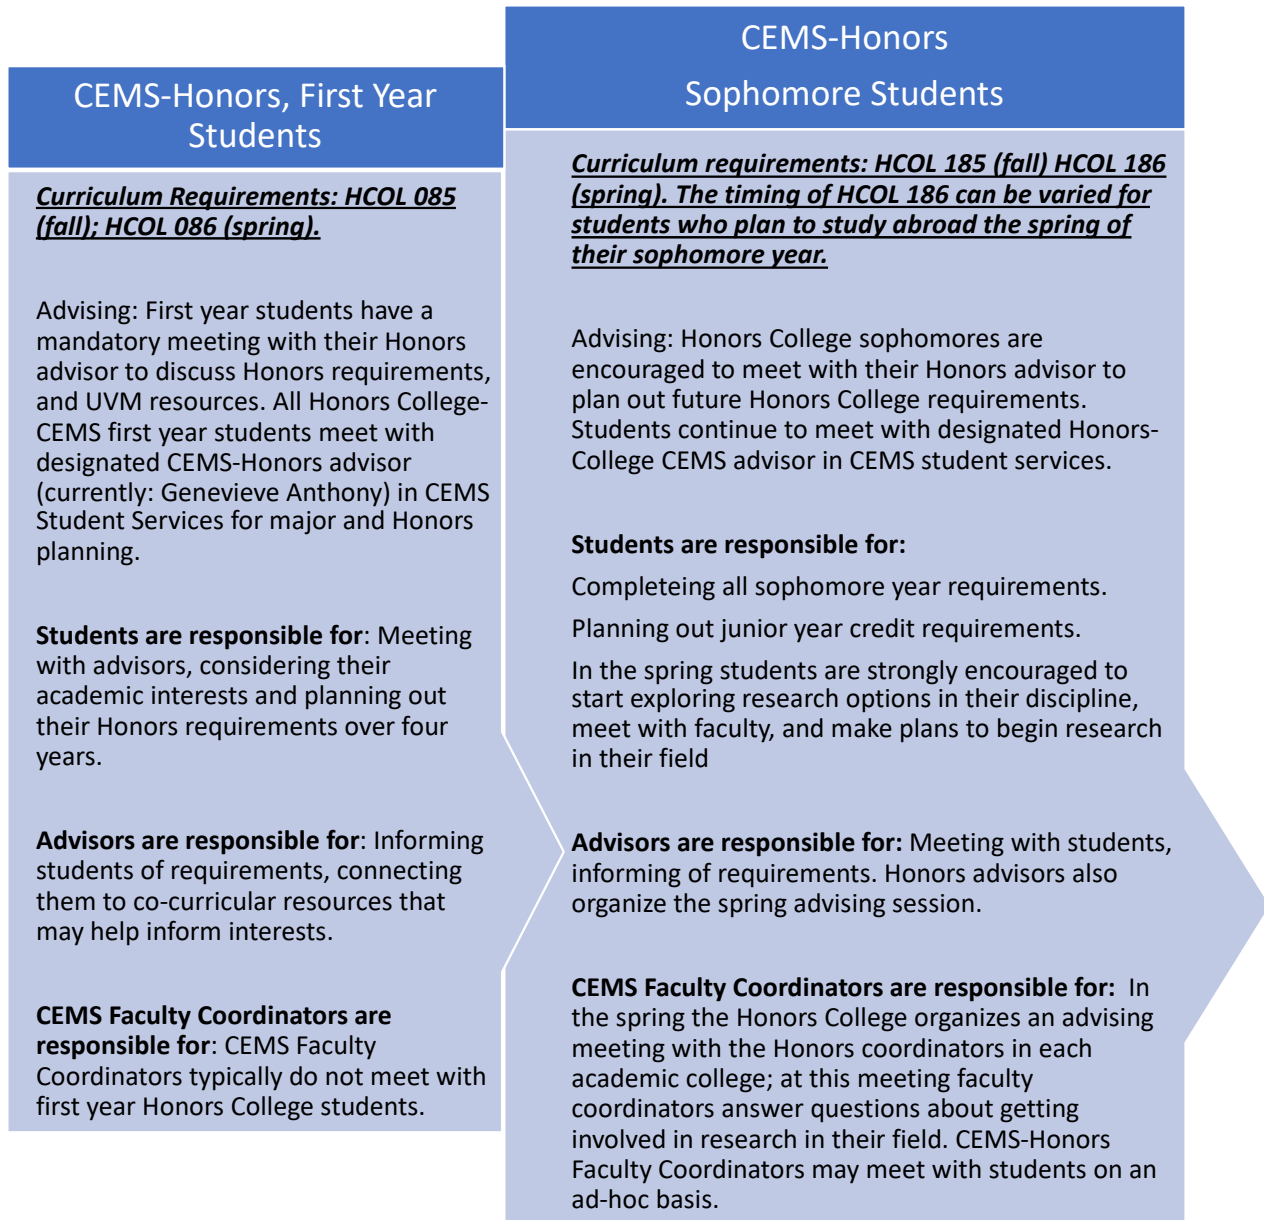 CEMS-Honors, First Year
Students
Curriculum Requirements: HCOL 085
(fall); HCOL 086 (spring).
Advising: First year students have a
mandatory meeting with their Honors
advisor to discuss Honors requirements,
and UVM resources. All Honors College-
CEMS first year students meet with
designated CEMS-Honors advisor
(currently: Genevieve Anthony) in CEMS
Student Services for major and Honors
planning.
Students are responsible for: Meeting
with advisors, considering their
academic interests and planning out
their Honors requirements over four
years.
Advisors are responsible for: Informing
students of requirements, connecting
them to co-curricular resources that
may help inform interests.
CEMS Faculty Coordinators are
responsible for: CEMS Faculty
Coordinators typically do not meet with
first year Honors College students.
CEMS-Honors
Sophomore Students
Curriculum requirements: HCOL 185 (fall) HCOL 186
(spring). The timing of HCOL 186 can be varied for
students who plan to study abroad the spring of
their sophomore year.
Advising: Honors College sophomores are
encouraged to meet with their Honors advisor to
plan out future Honors College requirements.
Students continue to meet with designated Honors-
College CEMS advisor in CEMS student services.
Students are responsible for:
Completeing all sophomore year requirements.
Planning out junior year credit requirements.
In the spring students are strongly encouraged to
start exploring research options in their discipline,
meet with faculty, and make plans to begin research
in their field
Advisors are responsible for: Meeting with students,
informing of requirements. Honors advisors also
organize the spring advising session.
CEMS Faculty Coordinators are responsible for: In
the spring the Honors College organizes an advising
meeting with the Honors coordinators in each
academic college; at this meeting faculty
coordinators answer questions about getting
involved in research in their field. CEMS-Honors
Faculty Coordinators may meet with students on an
ad-hoc basis.